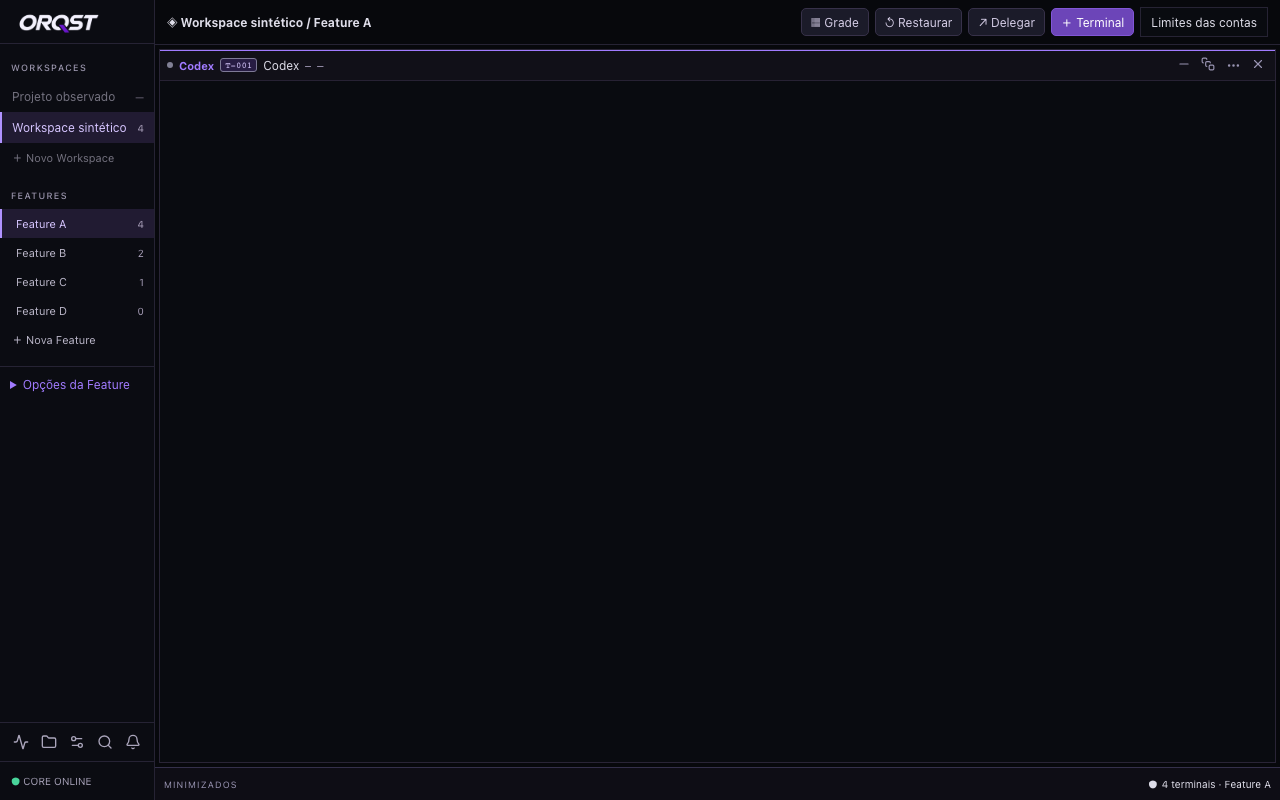 ORQST
◈ Workspace sintético / Feature A
Grade
Restaurar
Delegar
+ Terminal
Limites das contas
WORKSPACES
Projeto observado —
Workspace sintético 4
+ Novo Workspace
FEATURES
Feature A 4
Feature B 2
Feature C 1
Feature D 0
+ Nova Feature
▶ Opções da Feature
CORE ONLINE
Codex T-001 Codex — —
MINIMIZADOS
4 terminais · Feature A